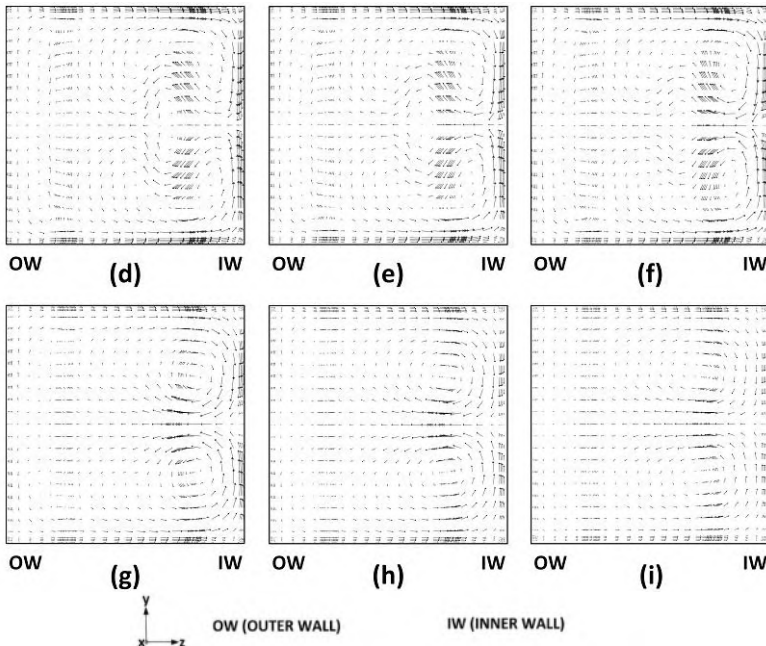 OW (d) IW OW (e) IW OW (f) IW
OW (g) IW OW (h) IW OW (i) IW
y
x z
OW (OUTER WALL) IW (INNER WALL)